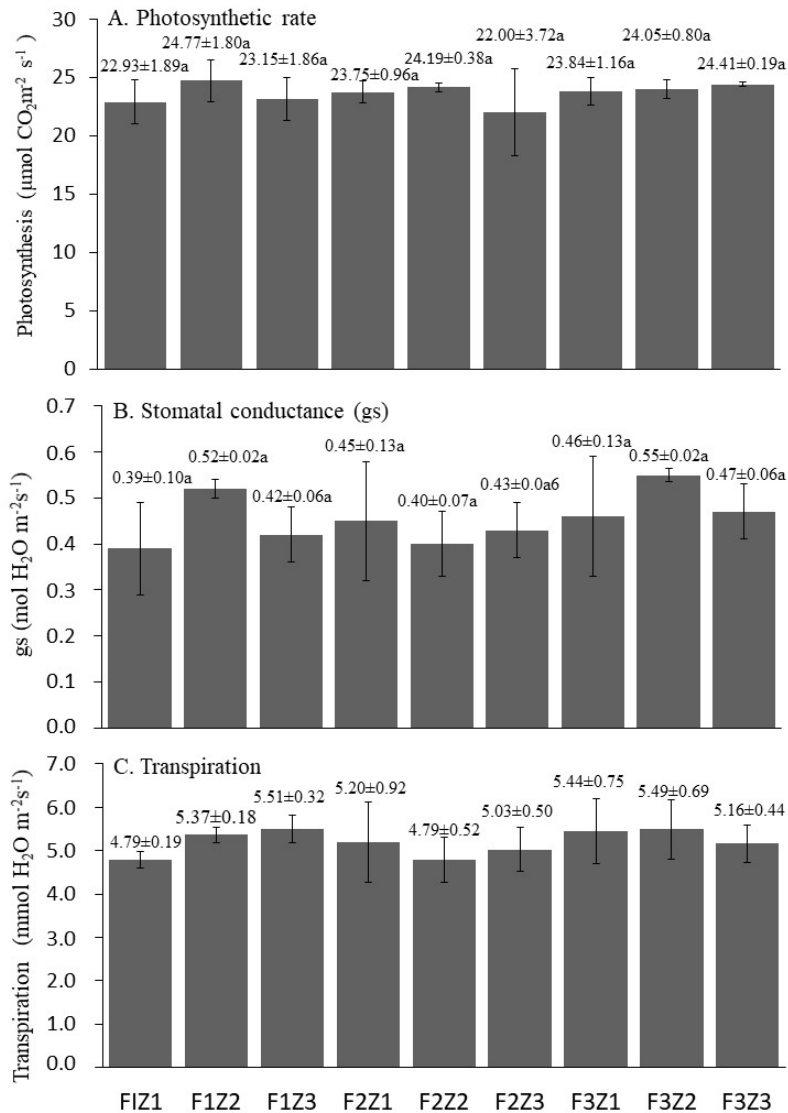 A. Photosynthetic rate
Photosynthesis (µmol CO₂m⁻² s⁻¹)
30
25
20
15
10
5
0
22.93±1.89a
24.77±1.80a
23.15±1.86a
23.75±0.96a
24.19±0.38a
22.00±3.72a
23.84±1.16a
24.05±0.80a
24.41±0.19a
B. Stomatal conductance (gs)
gs (mol H₂O m⁻²s⁻¹)
0.7
0.6
0.5
0.4
0.3
0.2
0.1
0.0
0.39±0.10a
0.52±0.02a
0.42±0.06a
0.45±0.13a
0.40±0.07a
0.43±0.0a6
0.46±0.13a
0.55±0.02a
0.47±0.06a
C. Transpiration
Transpiration (mmol H₂O m⁻²s⁻¹)
7.0
6.0
5.0
4.0
3.0
2.0
1.0
0.0
4.79±0.19
5.37±0.18
5.51±0.32
5.20±0.92
4.79±0.52
5.03±0.50
5.44±0.75
5.49±0.69
5.16±0.44
FIZ1 F1Z2 F1Z3 F2Z1 F2Z2 F2Z3 F3Z1 F3Z2 F3Z3